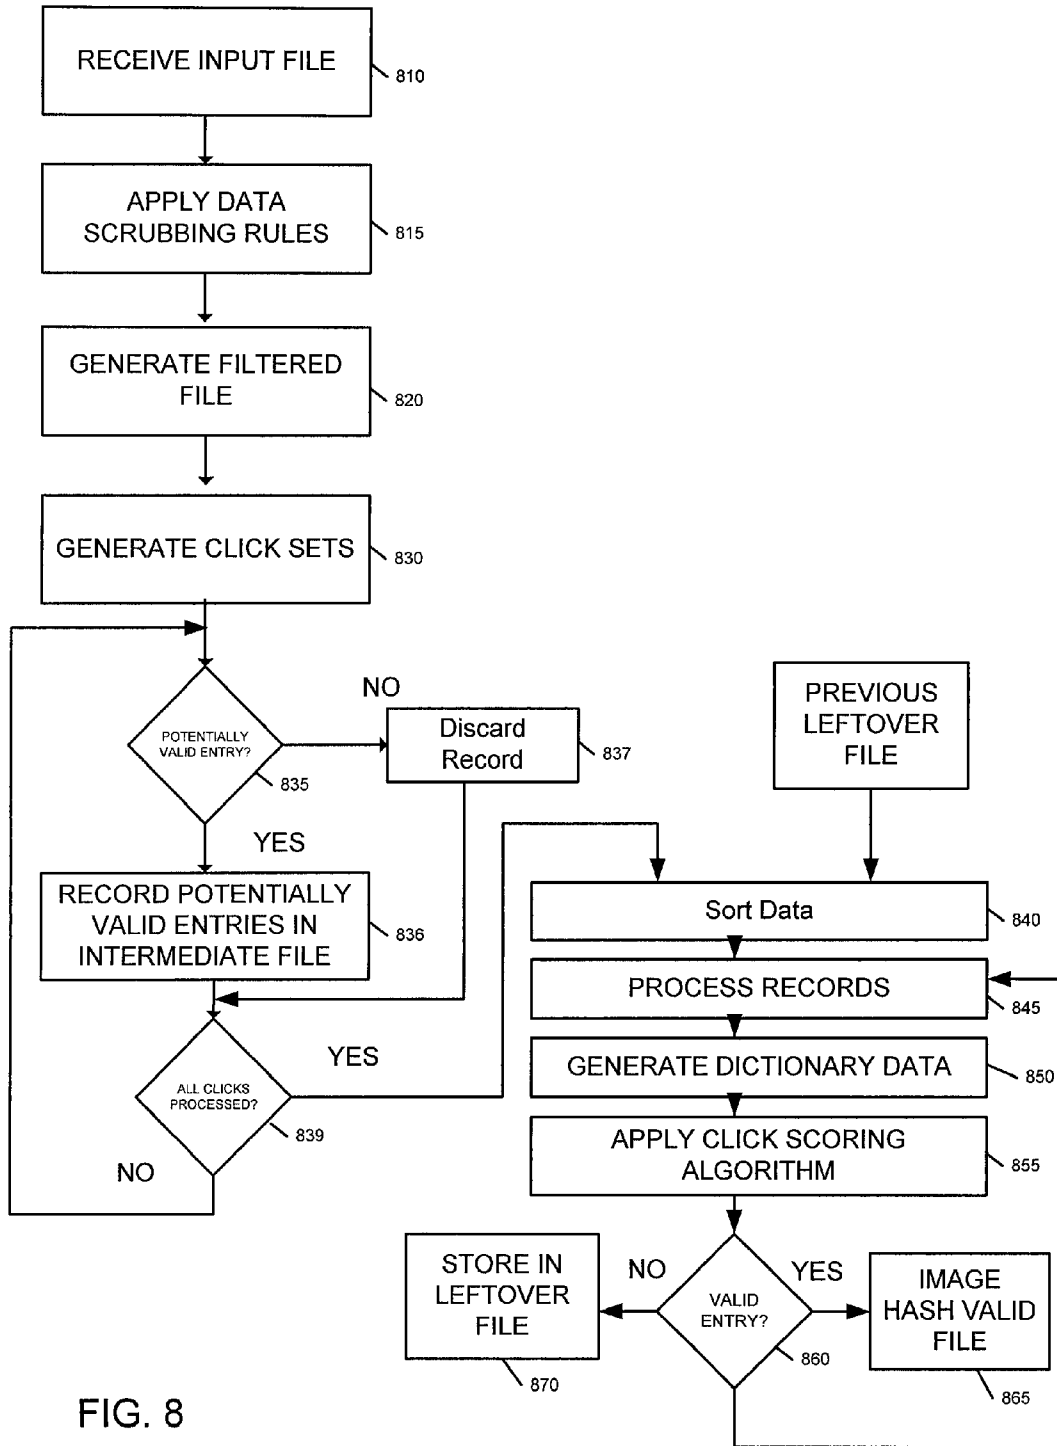 RECEIVE INPUT FILE
810
APPLY DATA
SCRUBBING RULES
815
GENERATE FILTERED
FILE
820
GENERATE CLICK SETS
830
POTENTIALLY
VALID ENTRY?
835
NO
Discard
Record
837
YES
RECORD POTENTIALLY
VALID ENTRIES IN
INTERMEDIATE FILE
836
ALL CLICKS
PROCESSED?
839
YES
NO
PREVIOUS
LEFTOVER
FILE
Sort Data
840
PROCESS RECORDS
845
GENERATE DICTIONARY DATA
850
APPLY CLICK SCORING
ALGORITHM
855
VALID
ENTRY?
860
NO
YES
STORE IN
LEFTOVER
FILE
870
IMAGE
HASH VALID
FILE
865
FIG. 8